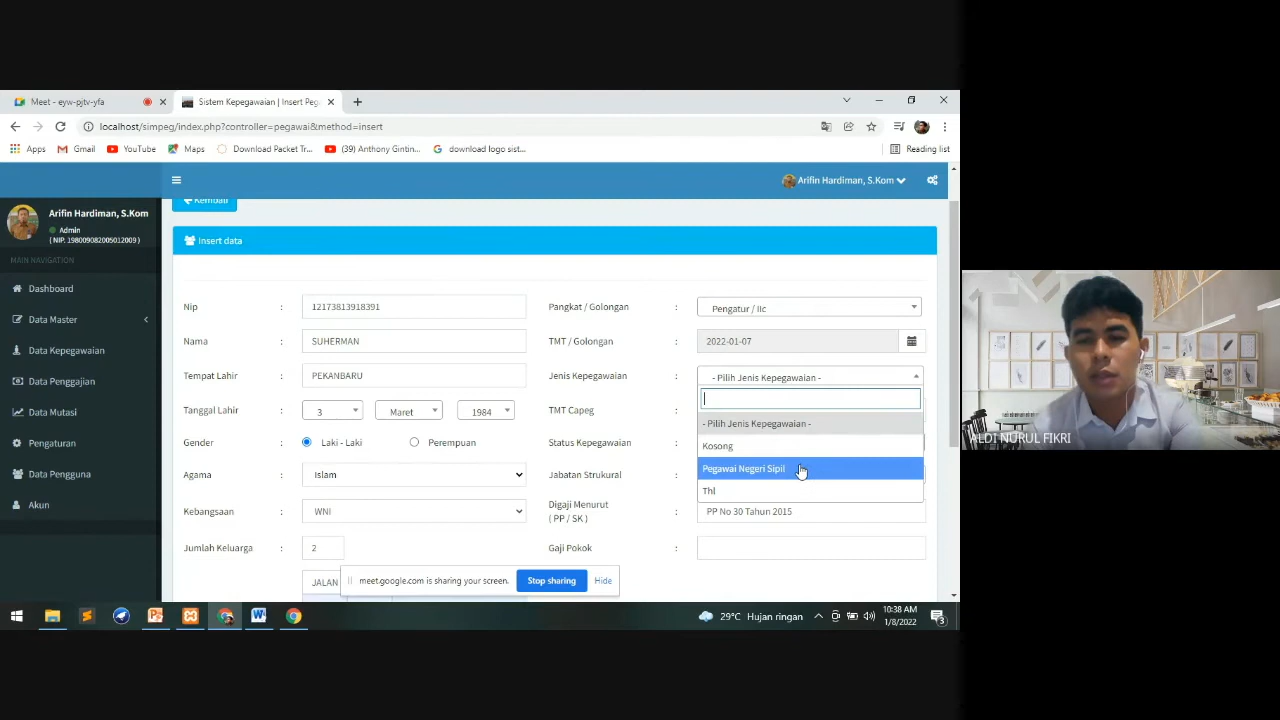 Meet - eyw-pjtv-yfa
Sistem Kepegawaian | Insert Peg
localhost/simpeg/index.php?controller=pegawai&method=insert
Apps
Gmail
YouTube
Maps
Download Packet Tr...
(39) Anthony Gintin...
download logo sist...
Reading list
Arifin Hardiman, S.Kom
Arifin Hardiman, S.Kom
Admin
( NIP. 198009082005012009 )
MAIN NAVIGATION
Dashboard
Data Master
Data Kepegawaian
Data Penggajian
Data Mutasi
Pengaturan
Data Pengguna
Akun
Kembali
Insert data
Nip : 12173813918391
Nama : SUHERMAN
Tempat Lahir : PEKANBARU
Tanggal Lahir : 3 Maret 1984
Gender : Laki - Laki Perempuan
Agama : Islam
Kebangsaan : WNI
Jumlah Keluarga : 2
JALAN
Pangkat / Golongan : Pengatur / IIc
TMT / Golongan : 2022-01-07
Jenis Kepegawaian : - Pilih Jenis Kepegawaian -
- Pilih Jenis Kepegawaian -
Kosong
Pegawai Negeri Sipil
Thl
TMT Capeg :
Status Kepegawaian :
Jabatan Struktural :
Digaji Menurut
( PP / SK ) : PP No 30 Tahun 2015
Gaji Pokok :
meet.google.com is sharing your screen.
Stop sharing
Hide
29°C Hujan ringan
10:38 AM
1/8/2022
3
ALDI NURUL FIKRI